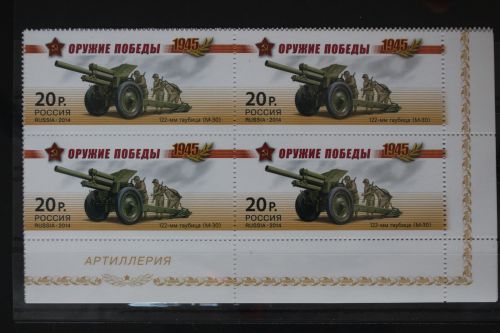 ОРУЖИЕ ПОБЕДЫ 1945
20 Р.
РОССИЯ
RUSSIA•2014
122-мм гаубица (М-30)
ОРУЖИЕ ПОБЕДЫ 1945
20 Р.
РОССИЯ
RUSSIA•2014
122-мм гаубица (М-30)
ОРУЖИЕ ПОБЕДЫ 1945
20 Р.
РОССИЯ
RUSSIA•2014
122-мм гаубица (М-30)
ОРУЖИЕ ПОБЕДЫ 1945
20 Р.
РОССИЯ
RUSSIA•2014
122-мм гаубица (М-30)
АРТИЛЛЕРИЯ